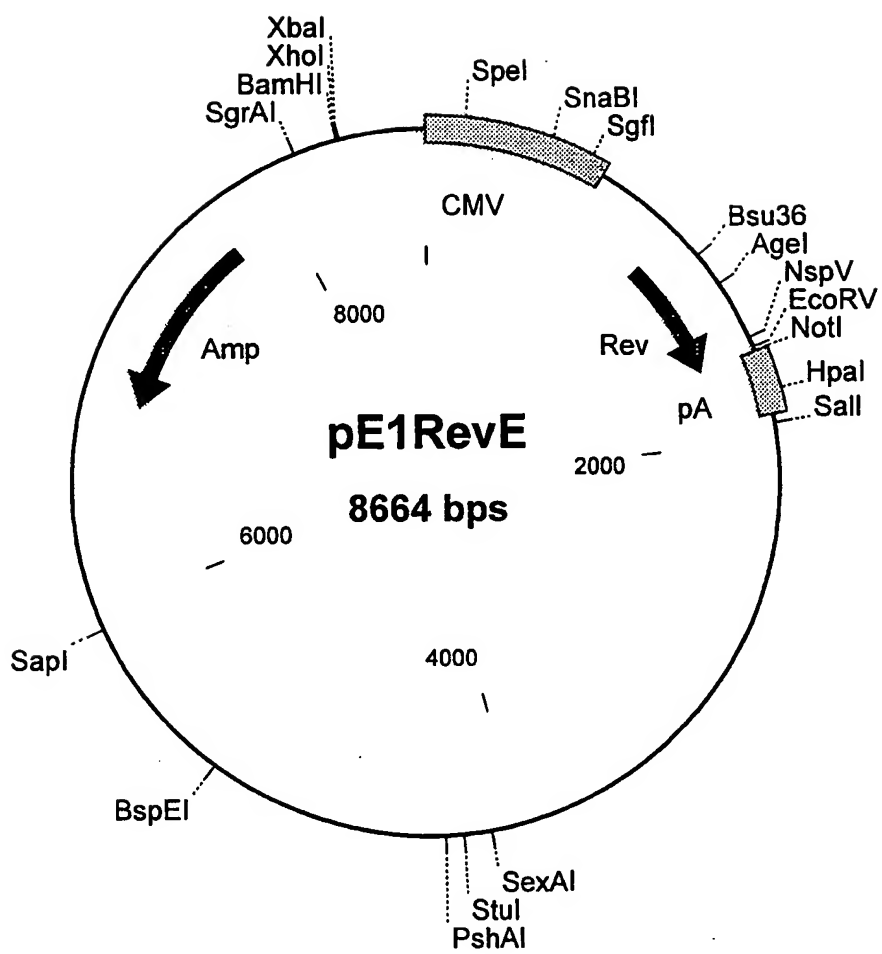 XbaI
XhoI
BamHI
SgrAI
SpeI
SnaBI
SgfI
CMV
Bsu36
AgeI
NspV
EcoRV
NotI
HpaI
SalI
8000
Amp
Rev
pA
pE1RevE
8664 bps
2000
6000
4000
SapI
BspEI
SexAI
StuI
PshAI